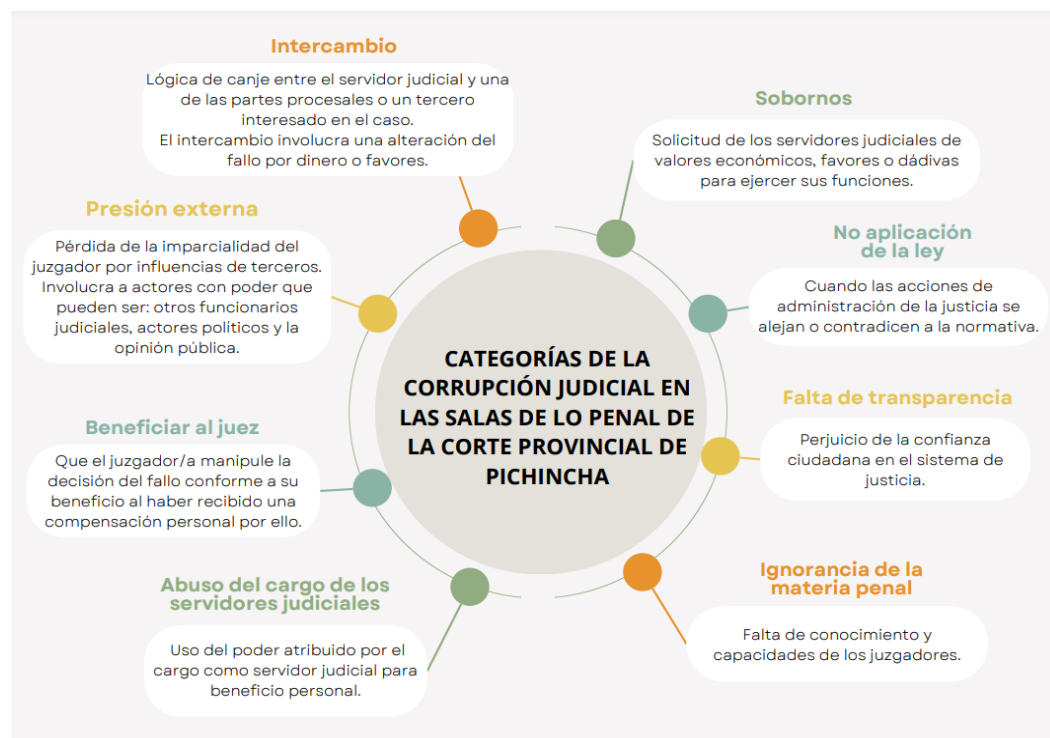 Intercambio
Lógica de canje entre el servidor judicial y una
de las partes procesales o un tercero
interesado en el caso.
El intercambio involucra una alteración del
fallo por dinero o favores.
Sobornos
Solicitud de los servidores judiciales de
valores económicos, favores o dádivas
para ejercer sus funciones.
Presión externa
Pérdida de la imparcialidad del
juzgador por influencias de terceros.
Involucra a actores con poder que
pueden ser: otros funcionarios
judiciales, actores políticos y la
opinión pública.
No aplicación
de la ley
Cuando las acciones de
administración de la justicia se
alejan o contradicen a la normativa.
CATEGORÍAS DE LA
CORRUPCIÓN JUDICIAL EN
LAS SALAS DE LO PENAL DE
LA CORTE PROVINCIAL DE
PICHINCHA
Beneficiar al juez
Que el juzgador/a manipule la
decisión del fallo conforme a su
beneficio al haber recibido una
compensación personal por ello.
Falta de transparencia
Perjuicio de la confianza
ciudadana en el sistema de
justicia.
Abuso del cargo de los
servidores judiciales
Uso del poder atribuido por el
cargo como servidor judicial para
beneficio personal.
Ignorancia de la
materia penal
Falta de conocimiento y
capacidades de los juzgadores.